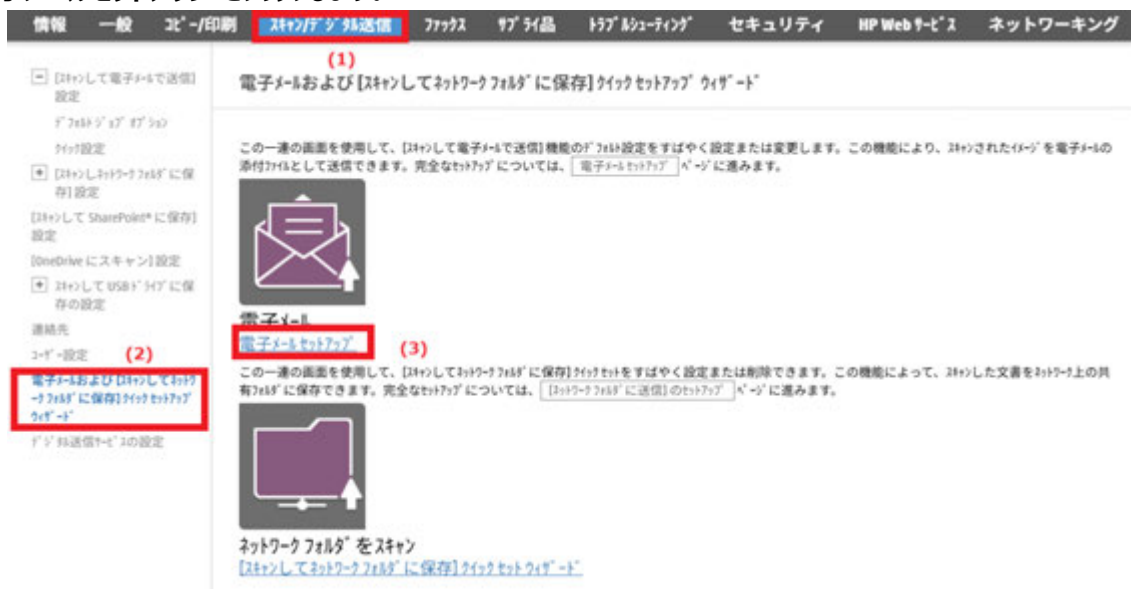 情報 一般 コピー/印刷 スキャン/デジタル送信 ファックス サプライ品 トラブルシューティング セキュリティ HP Web サービス ネットワーキング
(1)
電子メールおよび [スキャンしてネットワーク フォルダに保存] クイック セットアップ ウィザード
[スキャンして電子メールで送信]
設定
デフォルト ジョブ オプション
クイック設定
[スキャンしネットワーク フォルダに保
存] 設定
[スキャンして SharePoint® に保存]
設定
[OneDrive にスキャン] 設定
スキャンして USB ドライブに保
存の設定
連絡先
ユーザー設定
(2)
電子メールおよび [スキャンしてネットワ
ーク フォルダに保存] クイック セットアップ
ウィザード
デジタル送信サービスの設定
この一連の画面を使用して、[スキャンして電子メールで送信] 機能のデフォルト設定をすばやく設定または変更します。この機能により、スキャンされたイメージを電子メールの
添付ファイルとして送信できます。完全なセットアップについては、 電子メール セットアップ ページに進みます。
電子メール
電子メール セットアップ
(3)
この一連の画面を使用して、[スキャンしてネットワーク フォルダに保存] クイック セットをすばやく設定または削除できます。この機能によって、スキャンした文書をネットワーク上の共
有フォルダに保存できます。完全なセットアップについては、 [ネットワーク フォルダに送信] のセットアップ ページに進みます。
ネットワーク フォルダ をスキャン
[スキャンしてネットワーク フォルダに保存] クイック セット ウィザード